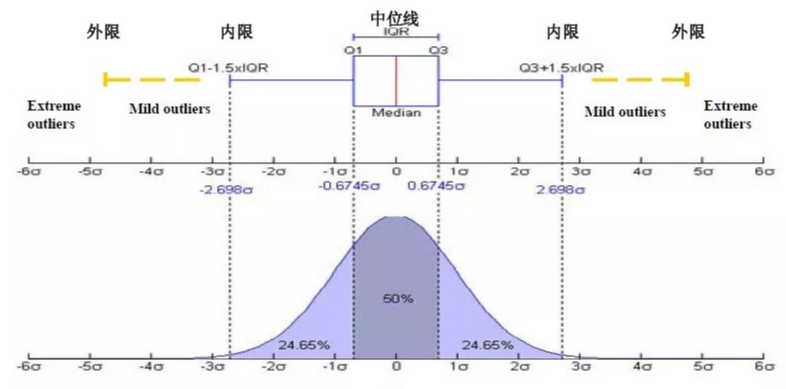 中位线
外限 内限 IQR 内限 外限
Q1 Q3
Q1-1.5xIQR Q3+1.5xIQR
Extreme outliers Mild outliers Median Mild outliers Extreme outliers
-6σ -5σ -4σ -3σ -2σ -1σ 0 1σ 2σ 3σ 4σ 5σ 6σ
-2.698σ -0.6745σ 0.6745σ 2.698σ
50%
24.65% 24.65%
-6σ -5σ -4σ -3σ -2σ -1σ 0 1σ 2σ 3σ 4σ 5σ 6σ